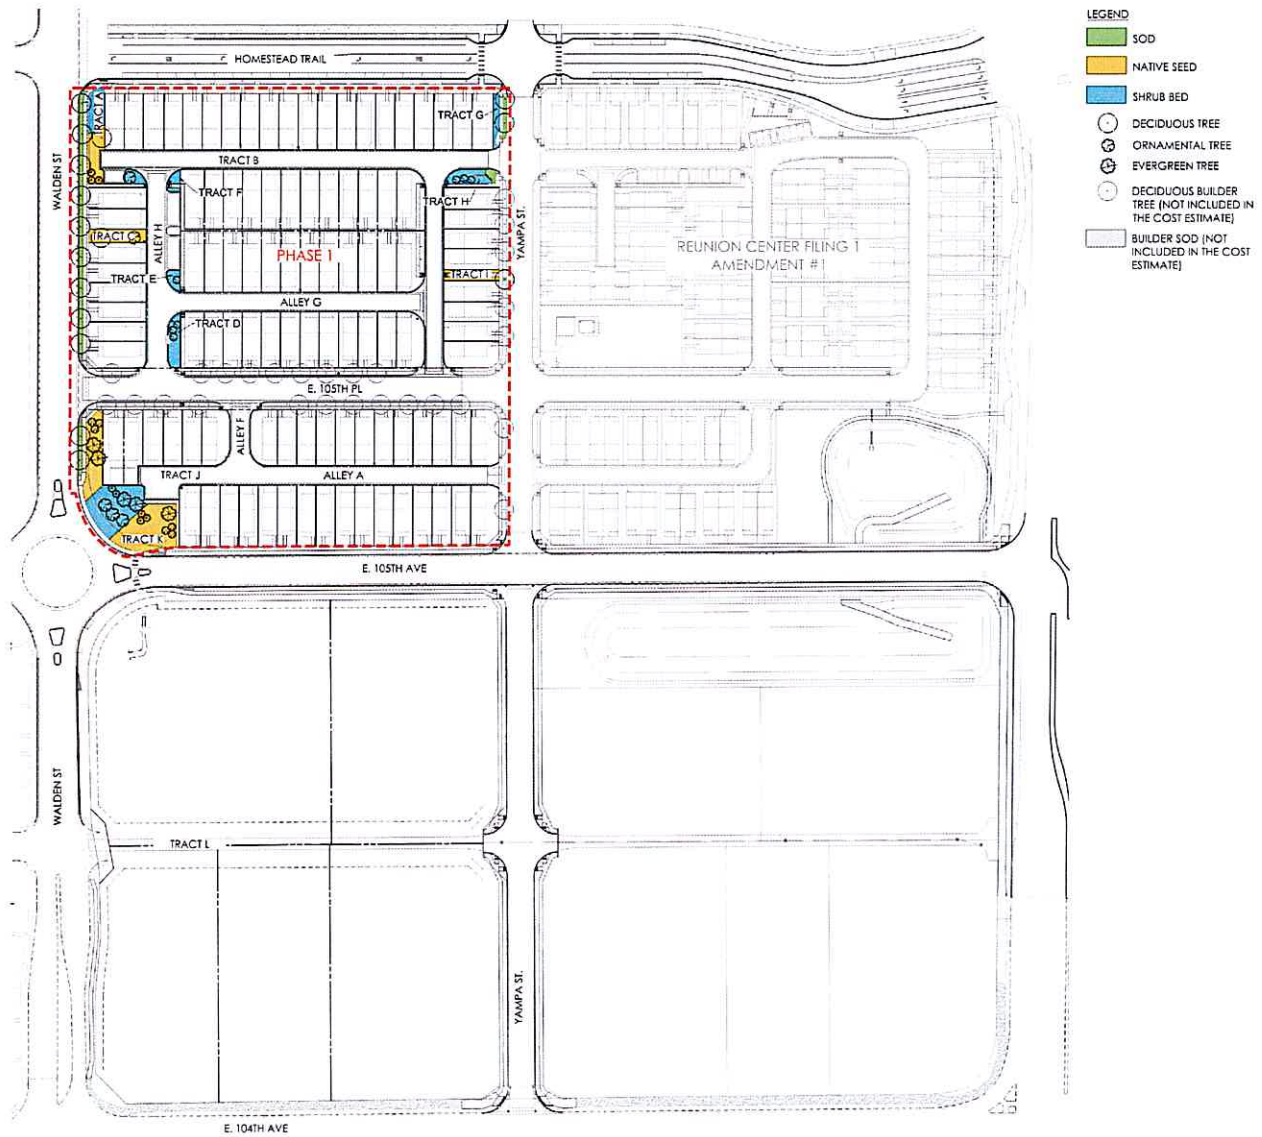 LEGEND
SOD
NATIVE SEED
SHRUB BED
DECIDUOUS TREE
ORNAMENTAL TREE
EVERGREEN TREE
DECIDUOUS BUILDER
TREE (NOT INCLUDED IN
THE COST ESTIMATE)
BUILDER SOD (NOT
INCLUDED IN THE COST
ESTIMATE)
HOMESTEAD TRAIL
WALDEN ST
TRACT A
TRACT G
TRACT B
TRACT F
TRACT H
TRACT C
ALLEY H
YAMPA ST.
PHASE 1
REUNION CENTER FILING 1
AMENDMENT #1
TRACT E
TRACT I
ALLEY G
TRACT D
E. 105TH PL
ALLEY F
TRACT J
ALLEY A
TRACT K
E. 105TH AVE
WALDEN ST
TRACT L
YAMPA ST.
E. 104TH AVE